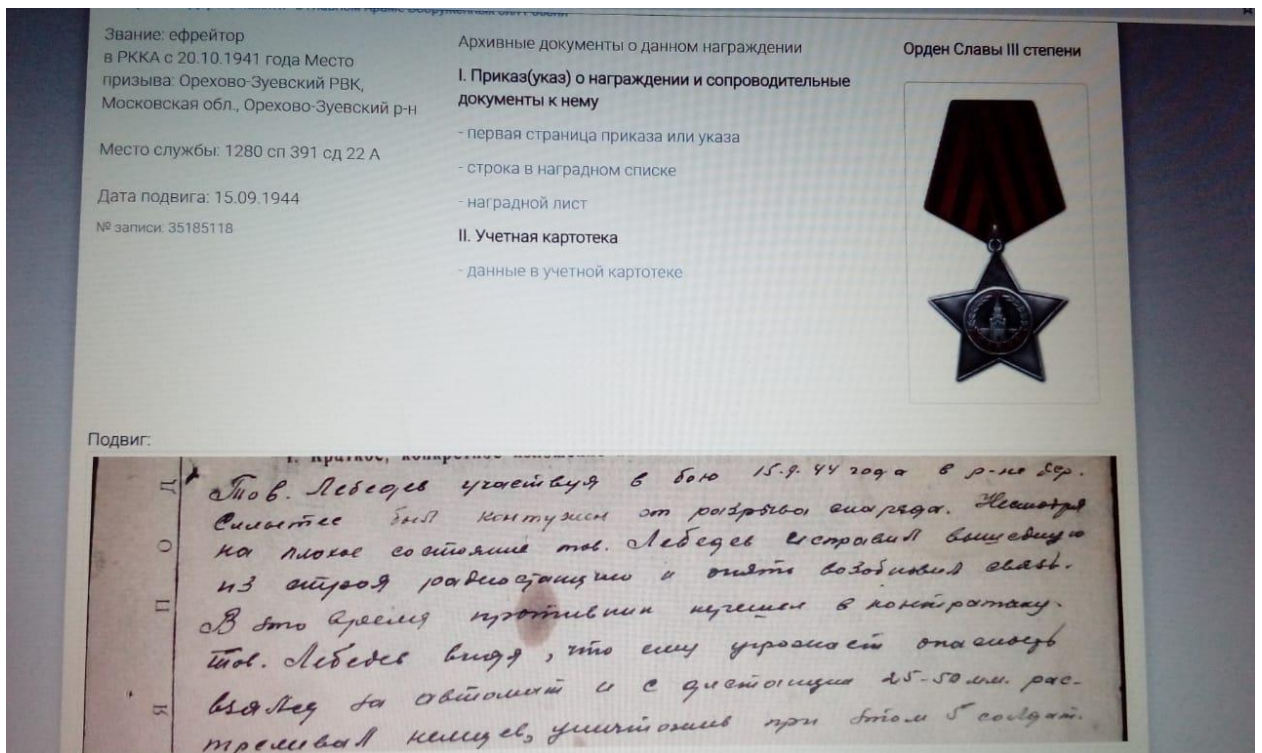 Звание: ефрейтор
в РККА с 20.10.1941 года Место
призыва: Орехово-Зуевский РВК,
Московская обл., Орехово-Зуевский р-н
Место службы: 1280 сп 391 сд 22 А
Дата подвига: 15.09.1944
№ записи: 35185118
Архивные документы о данном награждении
I. Приказ(указ) о награждении и сопроводительные
документы к нему
- первая страница приказа или указа
- строка в наградном списке
- наградной лист
II. Учетная картотека
- данные в учетной картотеке
Орден Славы III степени
Подвиг:
I. Краткое, конкретное
Тов. Лебедев участвуя в бою 15.9.44 года в р-не дер.
был контужен от разрыва снаряда. Несмотря
на плохое состояние тов. Лебедев исправил вышедшую
из строя радиостанцию и опять возобновил связь.
В это время противник перешел в контратаку.
Тов. Лебедев видя, что ему угрожает опасность
взялся за автомат и с дистанции 25-50 мт. рас-
треливал немцев, уничтожив при этом 5 солдат.